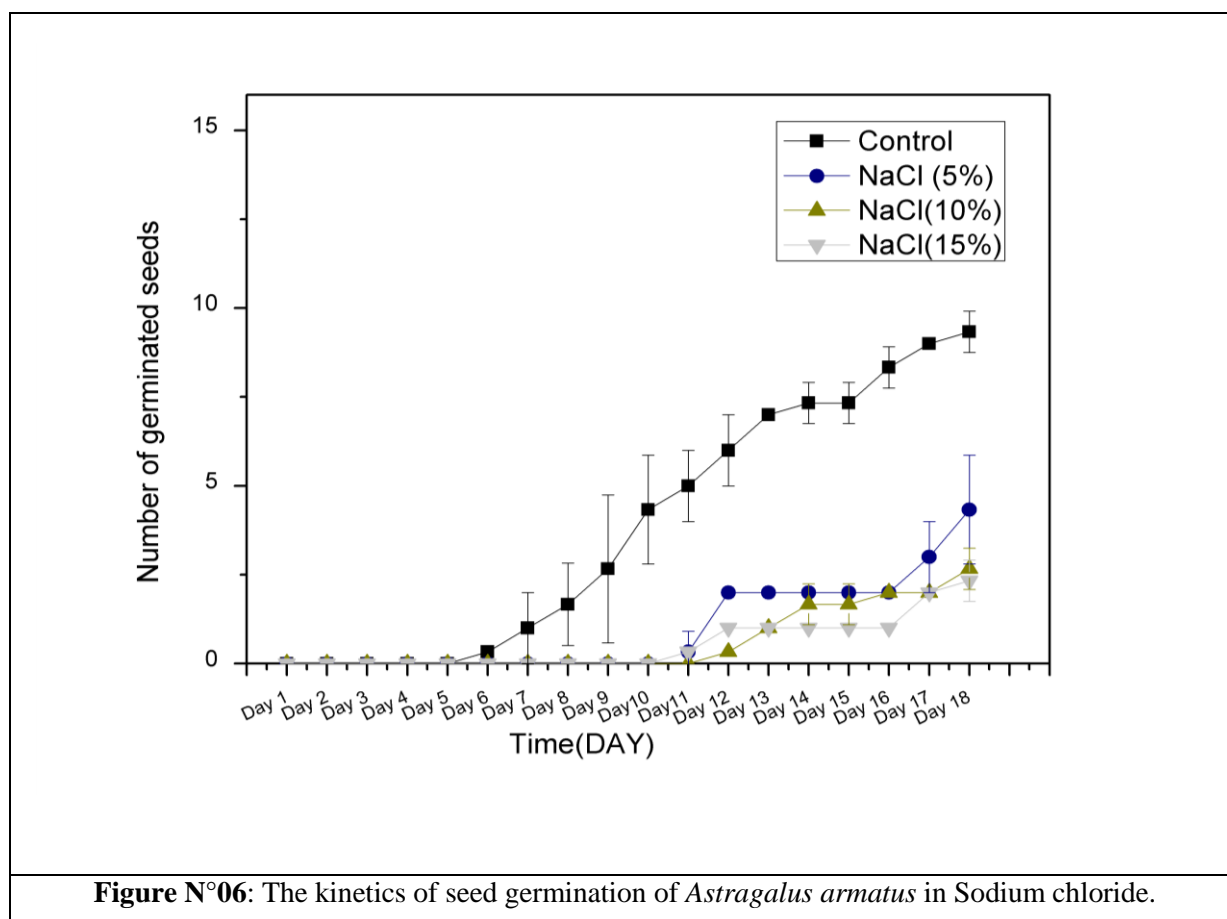 15
10
5
0
Number of germinated seeds
Control
NaCl (5%)
NaCl(10%)
NaCl(15%)
Day 1
Day 2
Day 3
Day 4
Day 5
Day 6
Day 7
Day 8
Day 9
Day10
Day11
Day 12
Day 13
Day 14
Day 15
Day 16
Day 17
Day 18
Time(DAY)
Figure N°06: The kinetics of seed germination of Astragalus armatus in Sodium chloride.